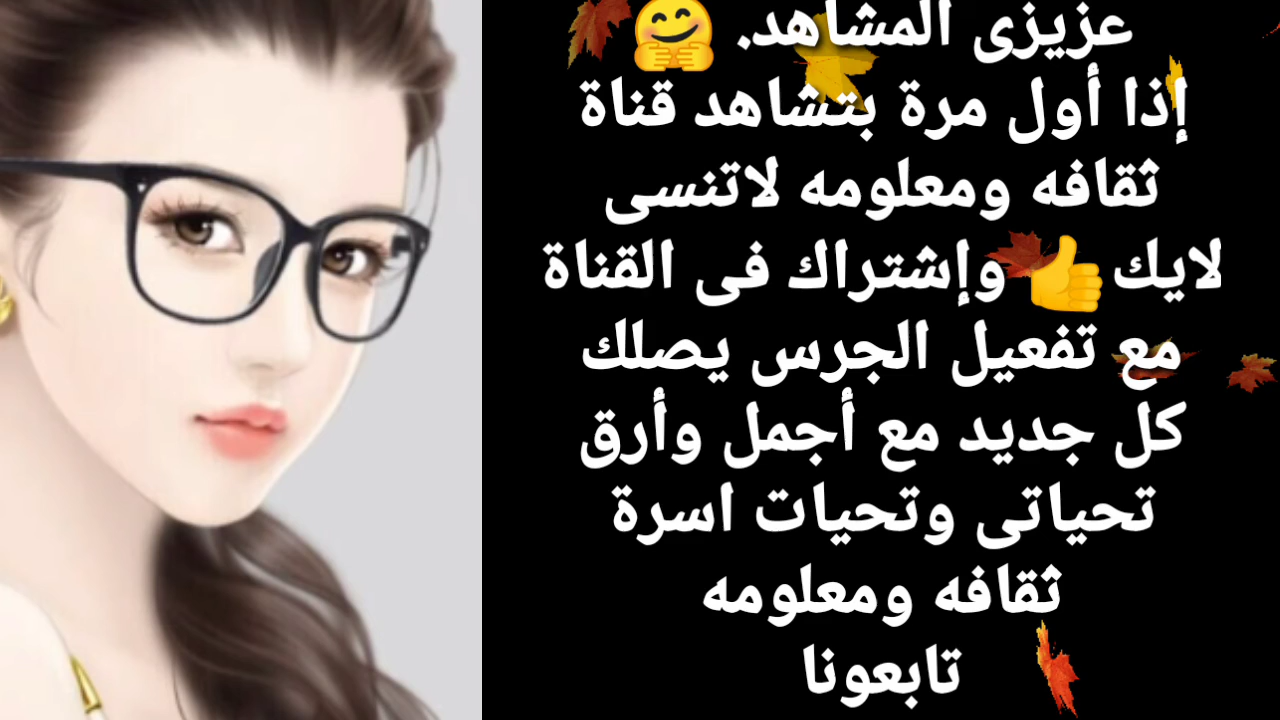 عزيزى المشاهد. 🤗
إذا أول مرة بتشاهد قناة
ثقافه ومعلومه لاتنسى
لايك👍وإشتراك فى القناة
مع تفعيل الجرس يصلك
كل جديد مع أجمل وأرق
تحياتى وتحيات اسرة
ثقافه ومعلومه
تابعونا